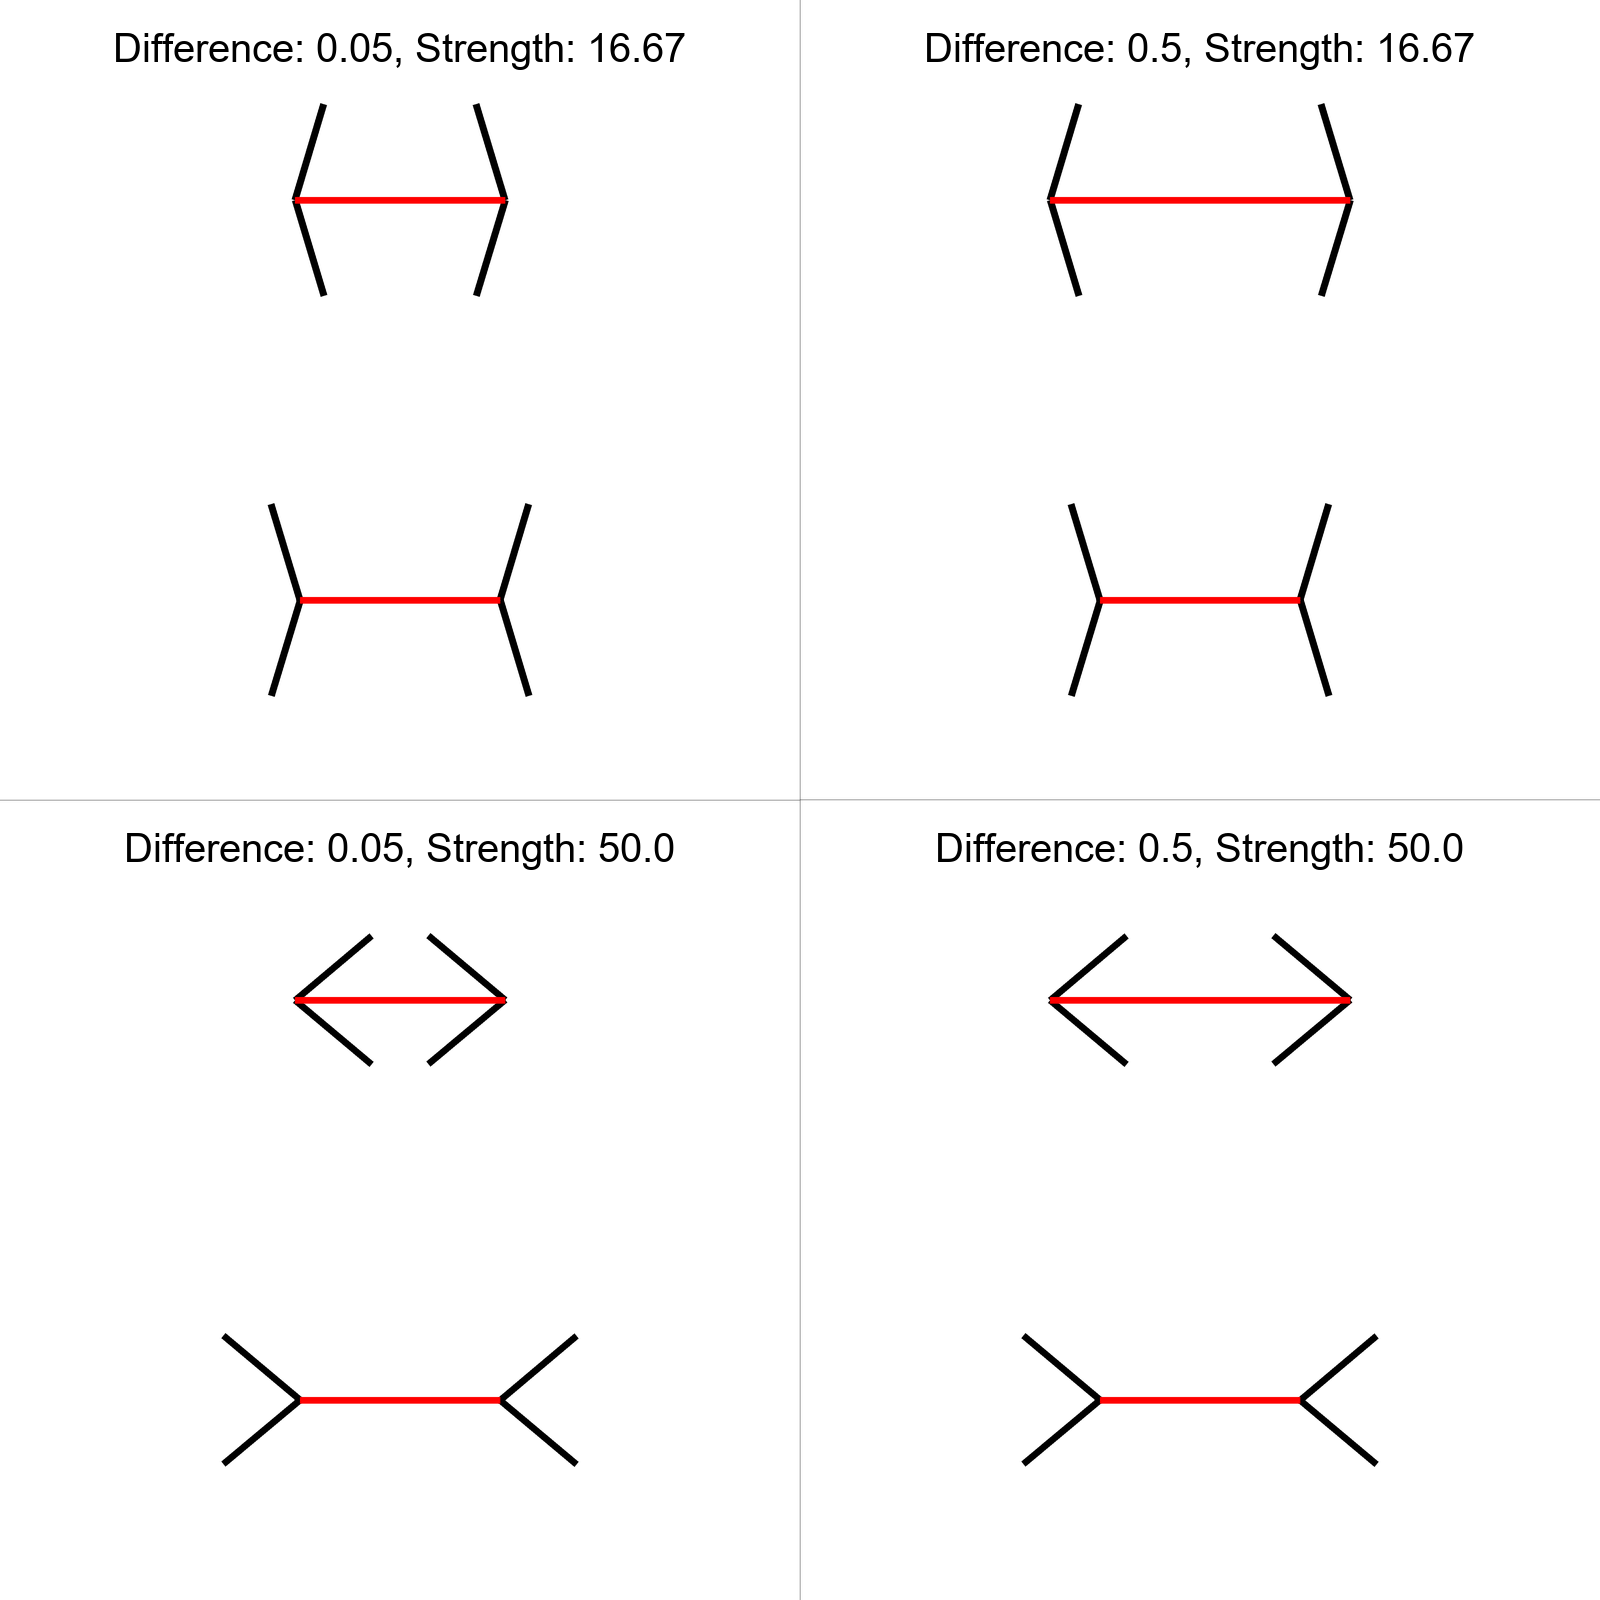 Difference: 0.05, Strength: 16.67
Difference: 0.5, Strength: 16.67
Difference: 0.05, Strength: 50.0
Difference: 0.5, Strength: 50.0